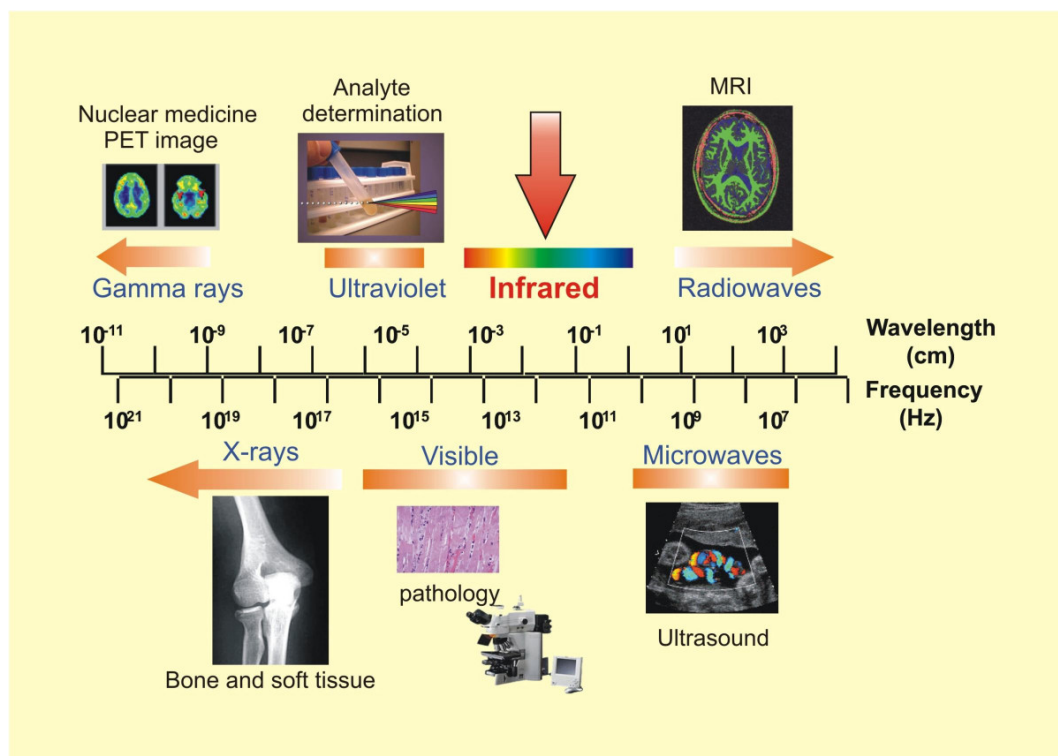 Nuclear medicine
PET image
Analyte
determination
MRI
Gamma rays
Ultraviolet
Infrared
Radiowaves
10⁻¹¹ 10⁻⁹ 10⁻⁷ 10⁻⁵ 10⁻³ 10⁻¹ 10¹ 10³
Wavelength
(cm)
Frequency
(Hz)
10²¹ 10¹⁹ 10¹⁷ 10¹⁵ 10¹³ 10¹¹ 10⁹ 10⁷
X-rays
Visible
Microwaves
Bone and soft tissue
pathology
Ultrasound